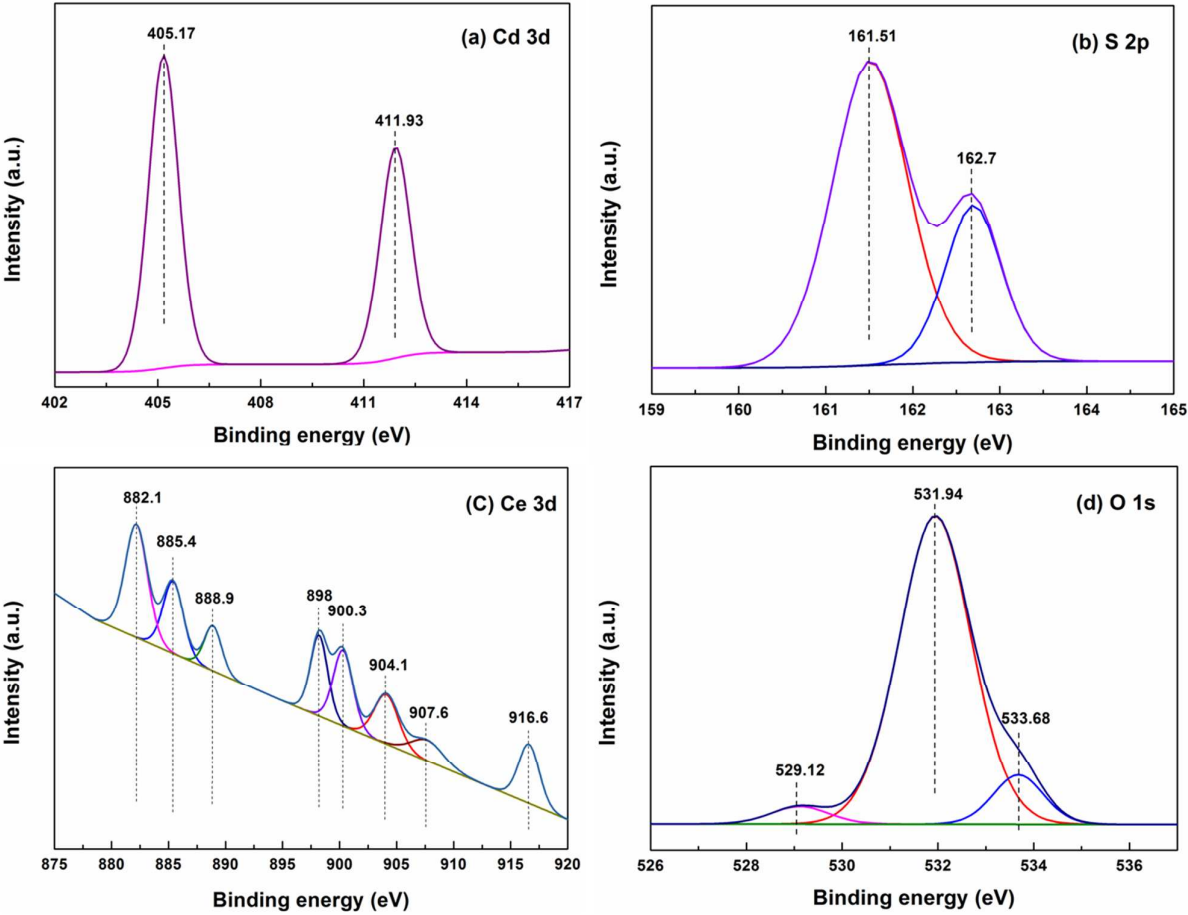 405.17
(a) Cd 3d
411.93
Intensity (a.u.)
402 405 408 411 414 417
Binding energy (eV)
161.51
(b) S 2p
162.7
Intensity (a.u.)
159 160 161 162 163 164 165
Binding energy (eV)
882.1
(C) Ce 3d
885.4
888.9
898
900.3
904.1
907.6
916.6
Intensity (a.u.)
875 880 885 890 895 900 905 910 915 920
Binding energy (eV)
531.94
(d) O 1s
533.68
529.12
Intensity (a.u.)
526 528 530 532 534 536
Binding energy (eV)